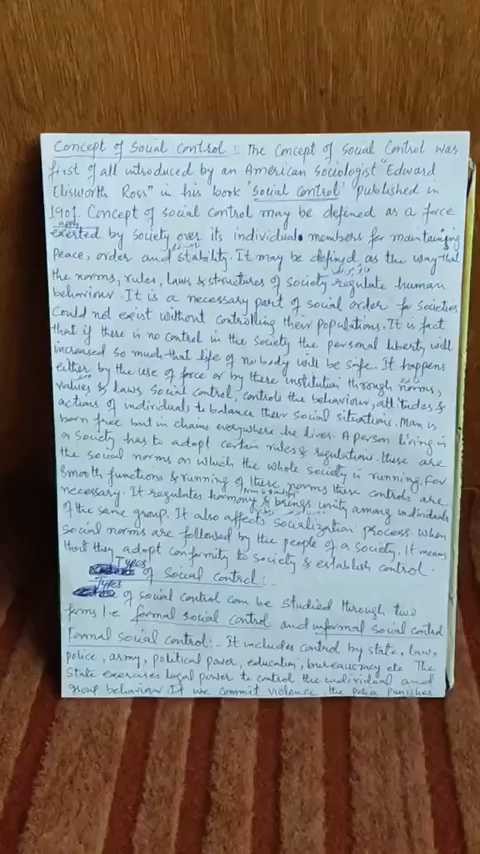 Concept of Social Control :- The Concept of Social Control was
first of all introduced by an American Sociologist "Edward
Elisworth Ross" in his book 'Social Control' published in
1901. Concept of social control may be defined as a force
exerted by society over its individual members for maintaining
Peace, order and stability. It may be defined as the way that
the norms, rules, laws & structures of society regulate human
behaviour. It is a necessary part of social order for societies
Could not exist without controlling their populations. It is fact
that if there is no control in the society the personal liberty will
increased so much that life of no body will be safe. It happens
either by the use of force or by these institution through norms,
values & laws. Social control, controls the behaviour, attitudes &
actions of individuals to balance their social situations. Man is
born free but in chains everywhere he lives. A person living in
a society has to adopt certain rules & regulations. these are
the social norms on which the whole society is running. For
smooth functions & running of these norms these controls are
necessary. It regulates harmony & brings unity among individuals
of the same group. It also affects socialization process. When
social norms are followed by the people of a society. It means
that they adopt conformity to society & establish control.
Types of Social Control :-
Types of social control can be studied through two
forms i.e formal social control and informal social control
Formal social control :- It includes control by state, law,
police, army, political power, education, bureaucracy etc. The
State exercises legal power to control the individual and
group behaviour. If we commit violence the police punishes